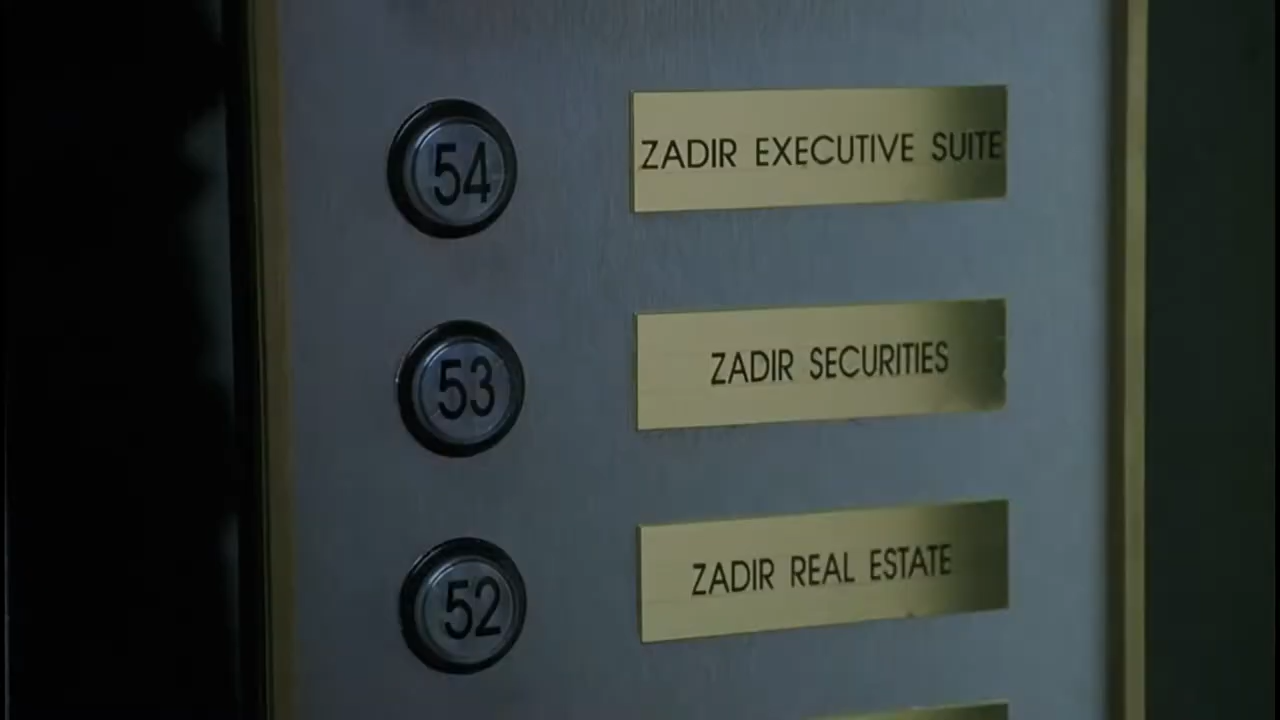 54 ZADIR EXECUTIVE SUITE
53 ZADIR SECURITIES
52 ZADIR REAL ESTATE